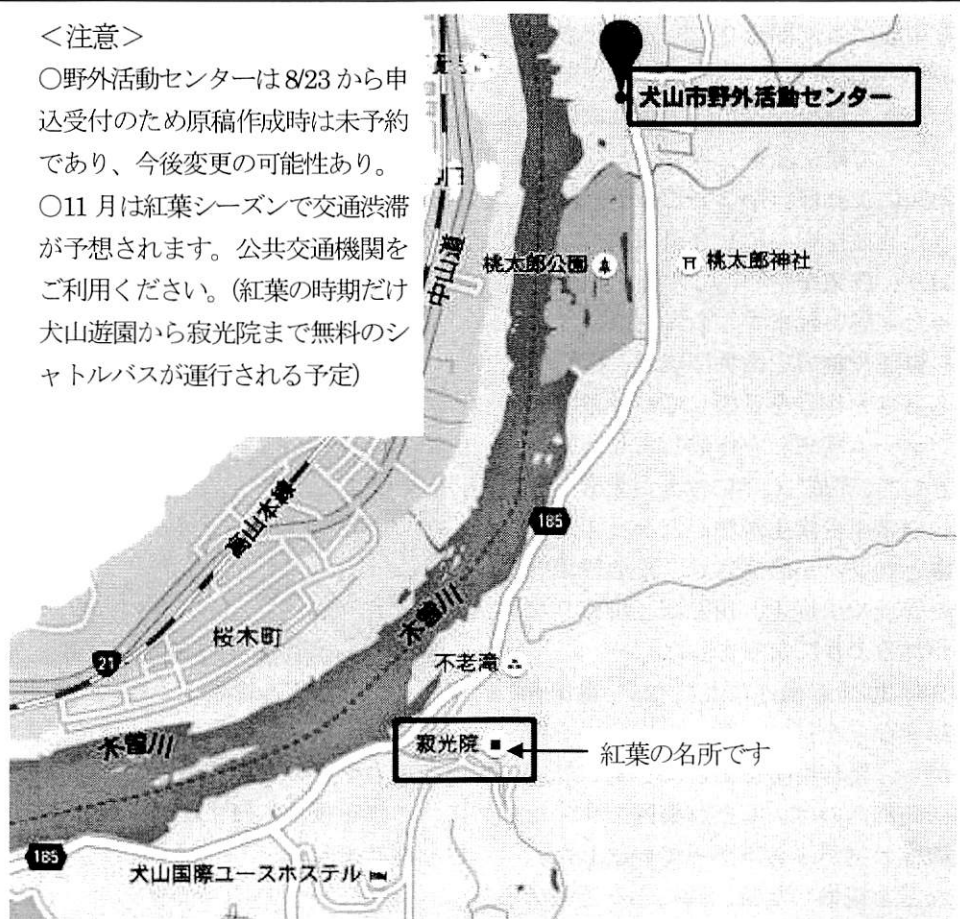 <注意>
○野外活動センターは 8/23 から申
込受付のため原稿作成時は未予約
であり、今後変更の可能性あり。
○11 月は紅葉シーズンで交通渋滞
が予想されます。公共交通機関を
ご利用ください。(紅葉の時期だけ
犬山遊園から寂光院まで無料のシ
ャトルバスが運行される予定)
犬山市野外活動センター
中山道
桃太郎公園
桃太郎神社
高山本線
185
桜木町
木曽川
21
不老滝
木曽川
寂光院
紅葉の名所です
185
犬山国際ユースホステル